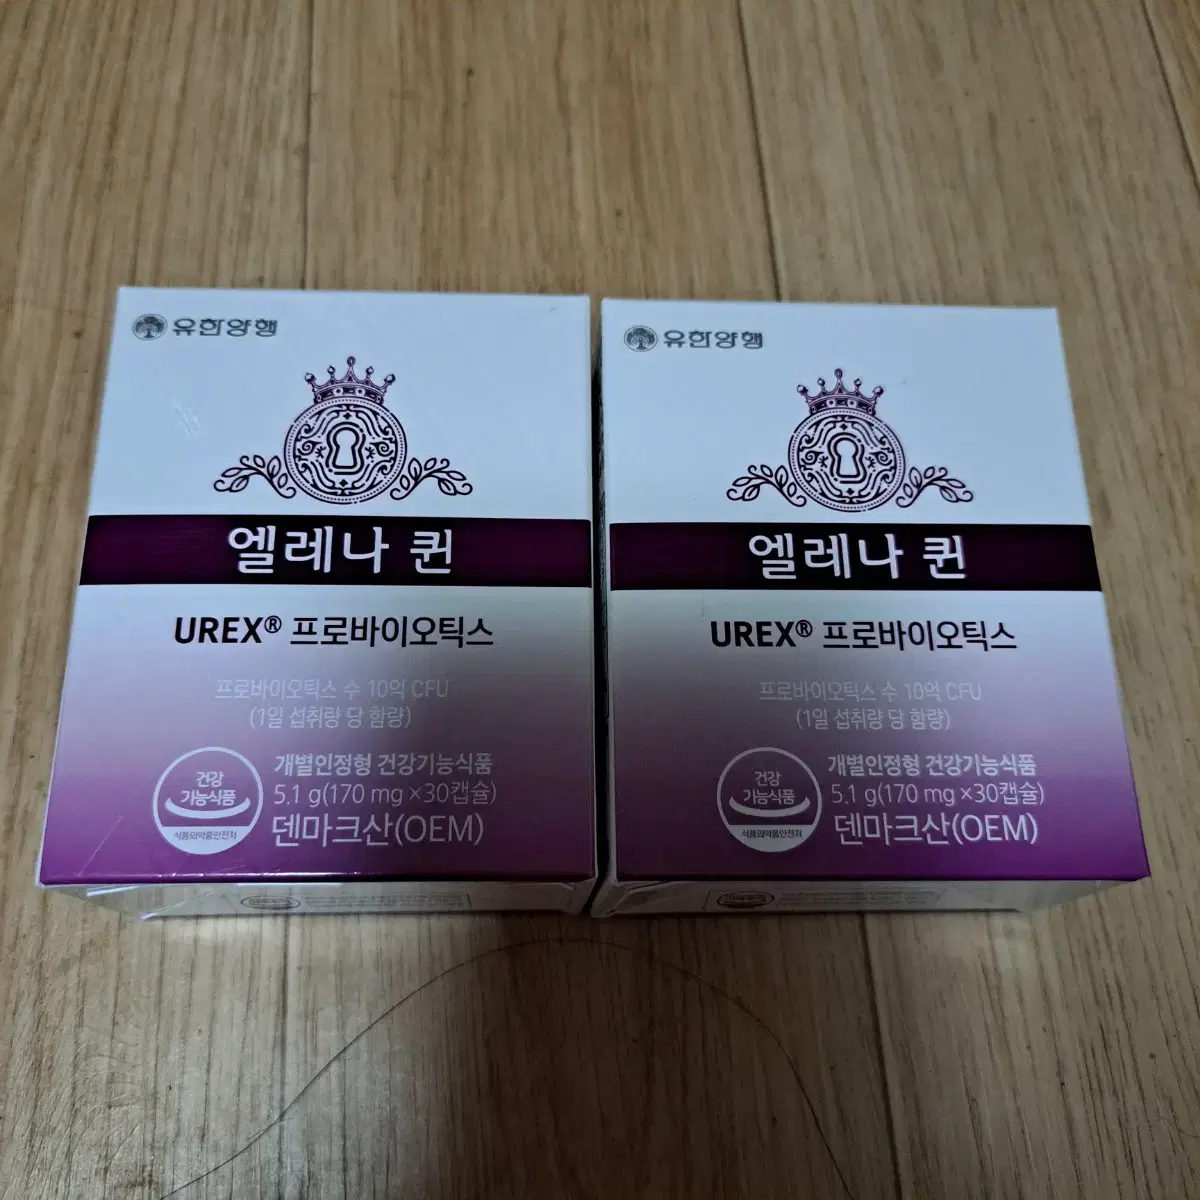 유한양행
엘레나 퀸
UREX® 프로바이오틱스
프로바이오틱스 수 10억 CFU
(1일 섭취량 당 함량)
건강
기능식품
식품의약품안전처
개별인정형 건강기능식품
5.1 g(170 mg ×30캡슐)
덴마크산(OEM)
유한양행
엘레나 퀸
UREX® 프로바이오틱스
프로바이오틱스 수 10억 CFU
(1일 섭취량 당 함량)
건강
기능식품
식품의약품안전처
개별인정형 건강기능식품
5.1 g(170 mg ×30캡슐)
덴마크산(OEM)